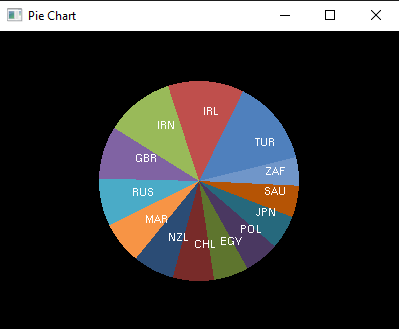 Pie Chart
IRL
IRN
TUR
GBR
ZAF
RUS
SAU
JPN
MAR
POL
NZL
EGY
CHL